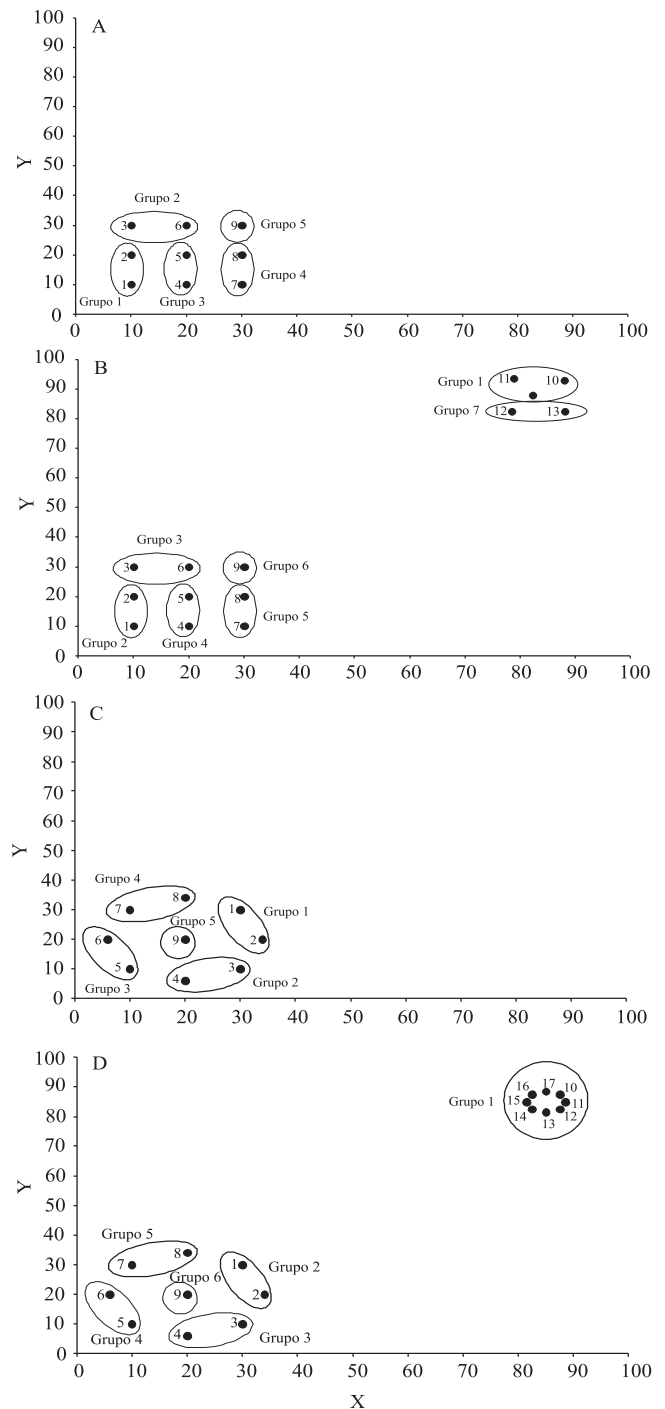 100 A
90
80
70
60
Y
50
40
Grupo 2
30 3 6 9 Grupo 5
20 2 5 8
Grupo 4
10 1 4 7
Grupo 1 Grupo 3
0
0 10 20 30 40 50 60 70 80 90 100
100 B
90 Grupo 1 11 10
80 Grupo 7 12 13
70
60
Y
50
40
Grupo 3
30 3 6 9 Grupo 6
20 2 5 8
Grupo 5
10 1 4 7
Grupo 2 Grupo 4
0
0 10 20 30 40 50 60 70 80 90 100
100 C
90
80
70
60
Y
50
40
Grupo 4
8
30 7 1 Grupo 1
Grupo 5
20 6 9 2
10 5 3
4 Grupo 2
Grupo 3
0
0 10 20 30 40 50 60 70 80 90 100
100 D
90
16 17 10
Grupo 1 15 11
14 13 12
80
70
60
Y
50
40
Grupo 5
8
30 7 1 Grupo 2
Grupo 6
20 6 9 2
10 5 3
Grupo 4 4 Grupo 3
0
0 10 20 30 40 50 60 70 80 90 100
X